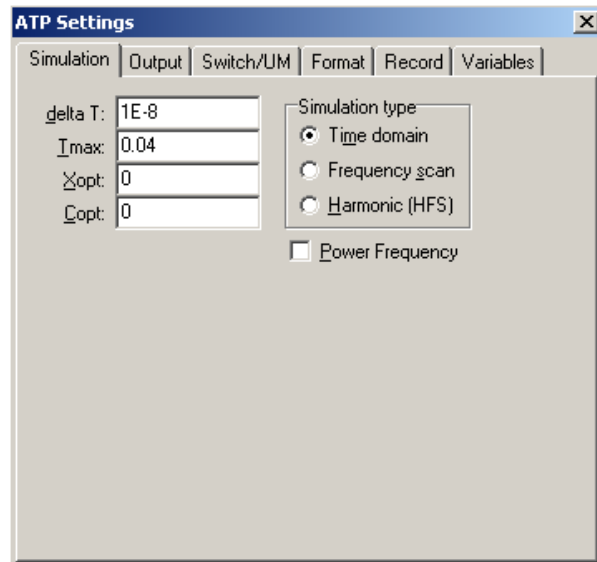 ATP Settings
Simulation Output Switch/UM Format Record Variables
delta T: 1E-8
Tmax: 0.04
Xopt: 0
Copt: 0
Simulation type
Time domain
Frequency scan
Harmonic (HFS)
Power Frequency